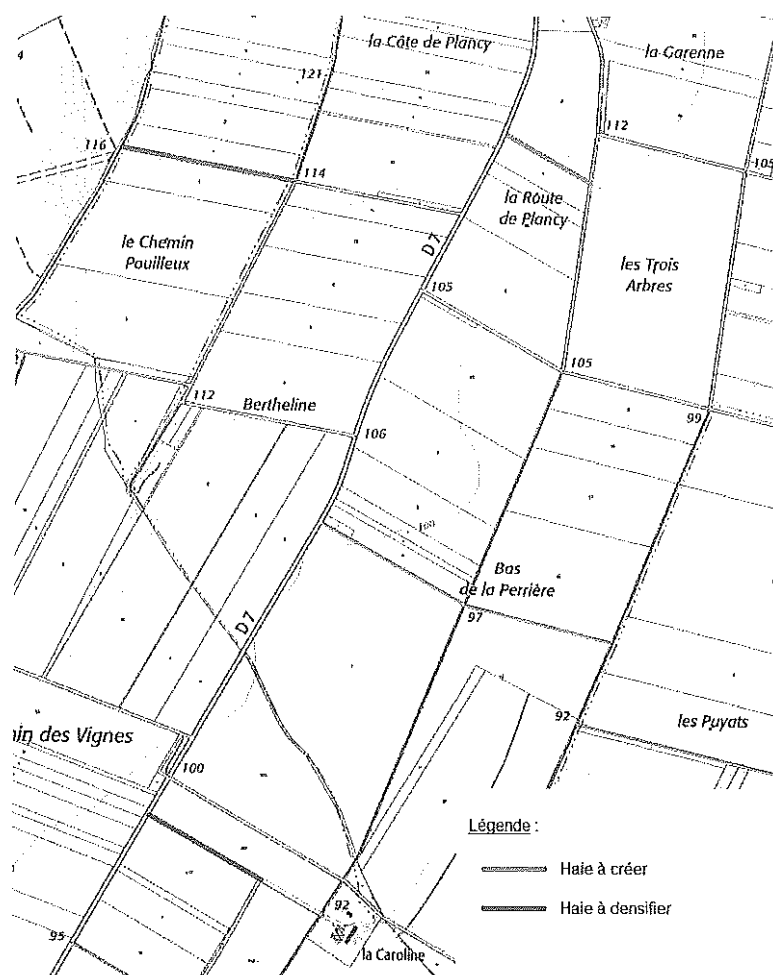 4
la Côte de Plancy
la Garenne
121
116
112
105
114
la Route
de Plancy
le Chemin
Pouilleux
D7
les Trois
Arbres
105
105
112
Bertheline
99
106
100
Bas
de la Perrière
97
D7
92
les Puyats
in des Vignes
100
Légende :
Haie à créer
Haie à densifier
92
95
la Caroline